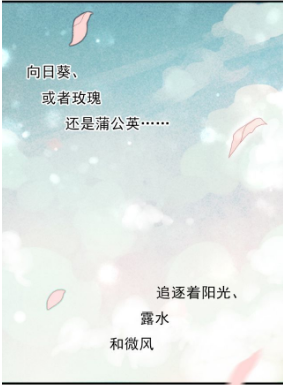 向日葵、
或者玫瑰
还是蒲公英……
追逐着阳光、
露水
和微风